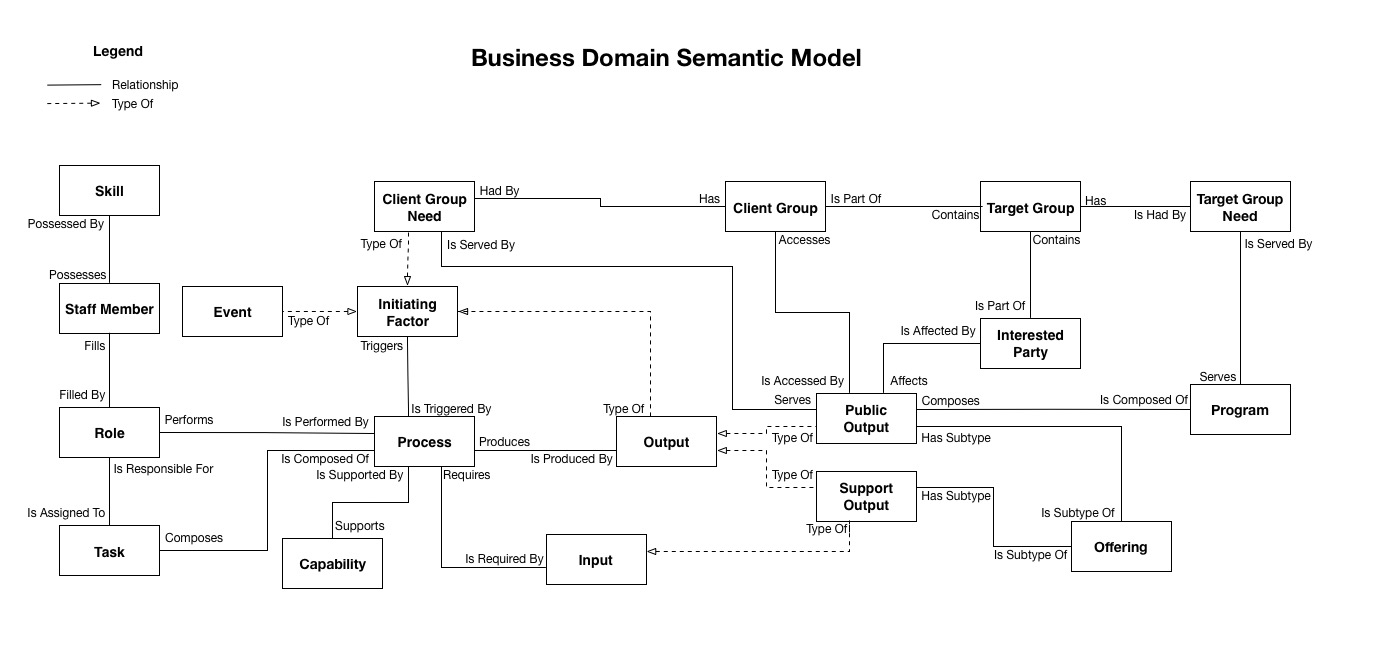 Legend
Business Domain Semantic Model
Relationship
Type Of
Skill
Client Group
Need
Had By
Has
Client Group
Is Part Of
Contains
Target Group
Has
Is Had By
Target Group
Need
Possessed By
Type Of
Is Served By
Accesses
Contains
Is Served By
Possesses
Staff Member
Event
Type Of
Initiating
Factor
Is Part Of
Interested
Party
Is Affected By
Fills
Triggers
Filled By
Is Accessed By
Affects
Serves
Role
Performs
Is Performed By
Is Triggered By
Process
Produces
Is Produced By
Type Of
Output
Serves
Public
Output
Composes
Is Composed Of
Program
Type Of
Has Subtype
Is Responsible For
Is Composed Of
Is Supported By
Requires
Type Of
Support
Output
Has Subtype
Is Assigned To
Task
Composes
Supports
Capability
Is Required By
Input
Type Of
Is Subtype Of
Is Subtype Of
Offering